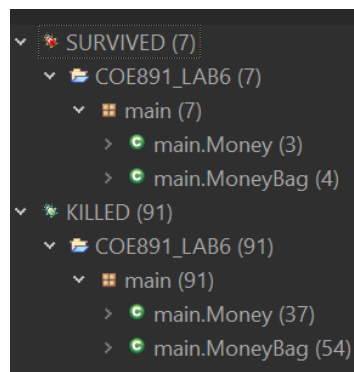 SURVIVED (7)
COE891_LAB6 (7)
main (7)
main.Money (3)
main.MoneyBag (4)
KILLED (91)
COE891_LAB6 (91)
main (91)
main.Money (37)
main.MoneyBag (54)